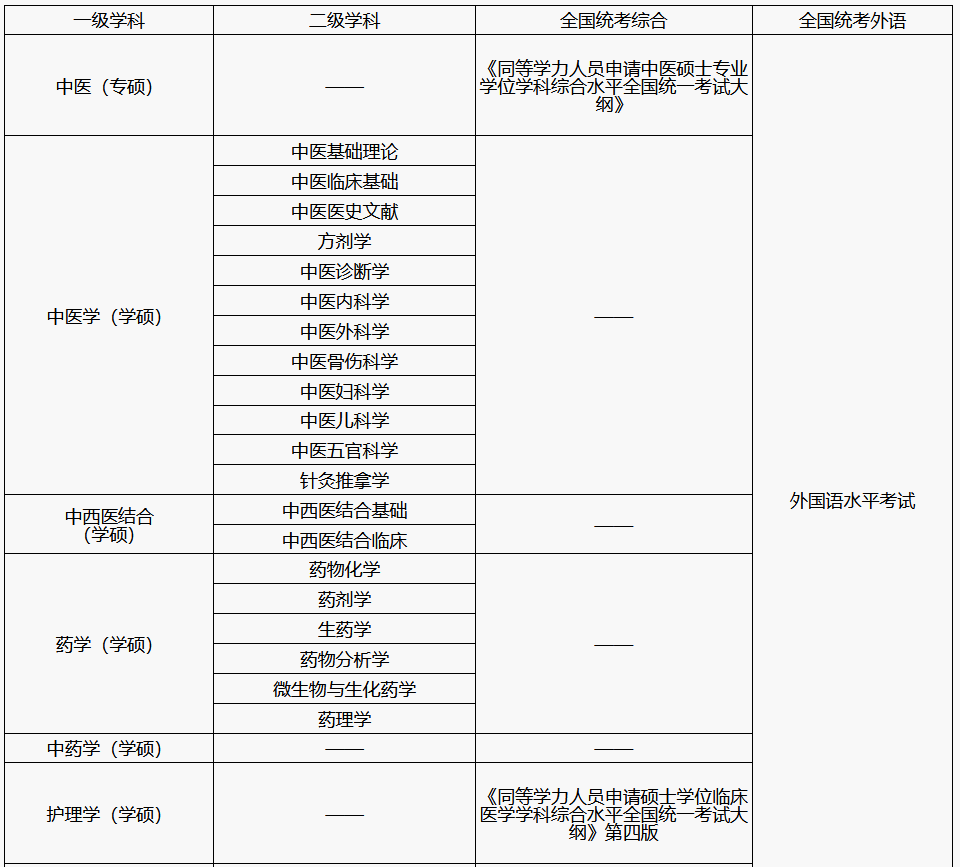 一级学科 二级学科 全国统考综合 全国统考外语
中医（专硕） —— 《同等学力人员申请中医硕士专业
学位学科综合水平全国统一考试大
纲》
外国语水平考试
中医学（学硕） ——
中医基础理论
中医临床基础
中医医史文献
方剂学
中医诊断学
中医内科学
中医外科学
中医骨伤科学
中医妇科学
中医儿科学
中医五官科学
针灸推拿学
中西医结合
（学硕）
中西医结合基础
中西医结合临床
——
药学（学硕）
药物化学
药剂学
生药学
药物分析学
微生物与生化药学
药理学
——
中药学（学硕） —— ——
护理学（学硕） —— 《同等学力人员申请硕士学位临床
医学学科综合水平全国统一考试大
纲》第四版